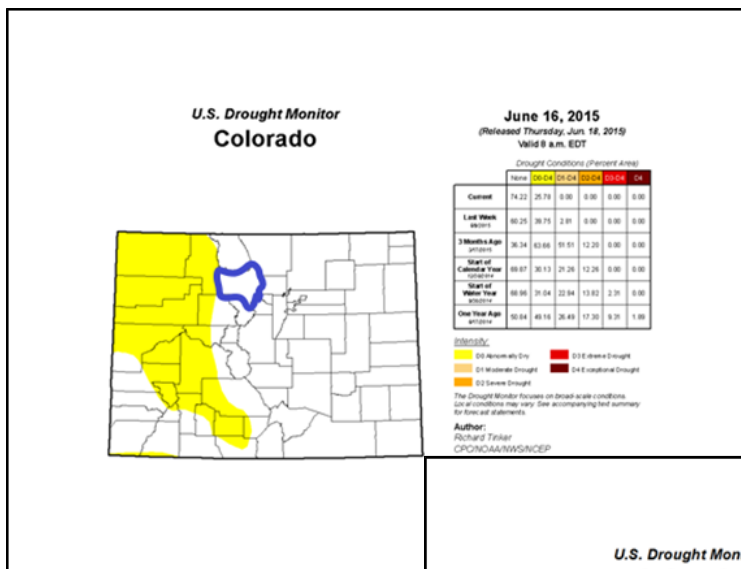 U.S. Drought Monitor
Colorado
June 16, 2015
(Released Thursday, Jun. 18, 2015)
Valid 8 a.m. EDT
Drought Conditions (Percent Area)
None D0-D4 D1-D4 D2-D4 D3-D4 D4
Current 74.22 25.78 0.00 0.00 0.00 0.00
Last Week 60.25 39.75 2.81 0.00 0.00 0.00
3 Months Ago 36.34 63.66 51.51 12.20 0.00 0.00
Start of
Calendar Year 69.87 30.13 21.26 12.26 0.00 0.00
Start of
Water Year 68.96 31.04 22.94 13.82 2.31 0.00
One Year Ago 50.84 49.16 26.49 17.30 9.31 1.89
Intensity:
D0 Abnormally Dry D3 Extreme Drought
D1 Moderate Drought D4 Exceptional Drought
D2 Severe Drought
The Drought Monitor focuses on broad-scale conditions.
Local conditions may vary. See accompanying text summary
for forecast statements.
Author:
Richard Tinker
CPC/NOAA/NWS/NCEP
U.S. Drought Mon